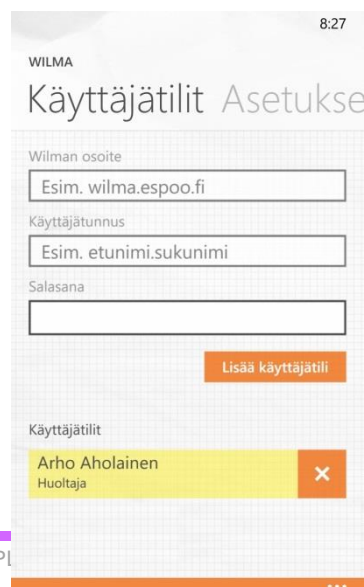 8:27
WILMA
Käyttäjätilit Asetukse
Wilman osoite
Esim. wilma.espoo.fi
Käyttäjätunnus
Esim. etunimi.sukunimi
Salasana
Lisää käyttäjätili
Käyttäjätilit
Arho Aholainen
Huoltaja